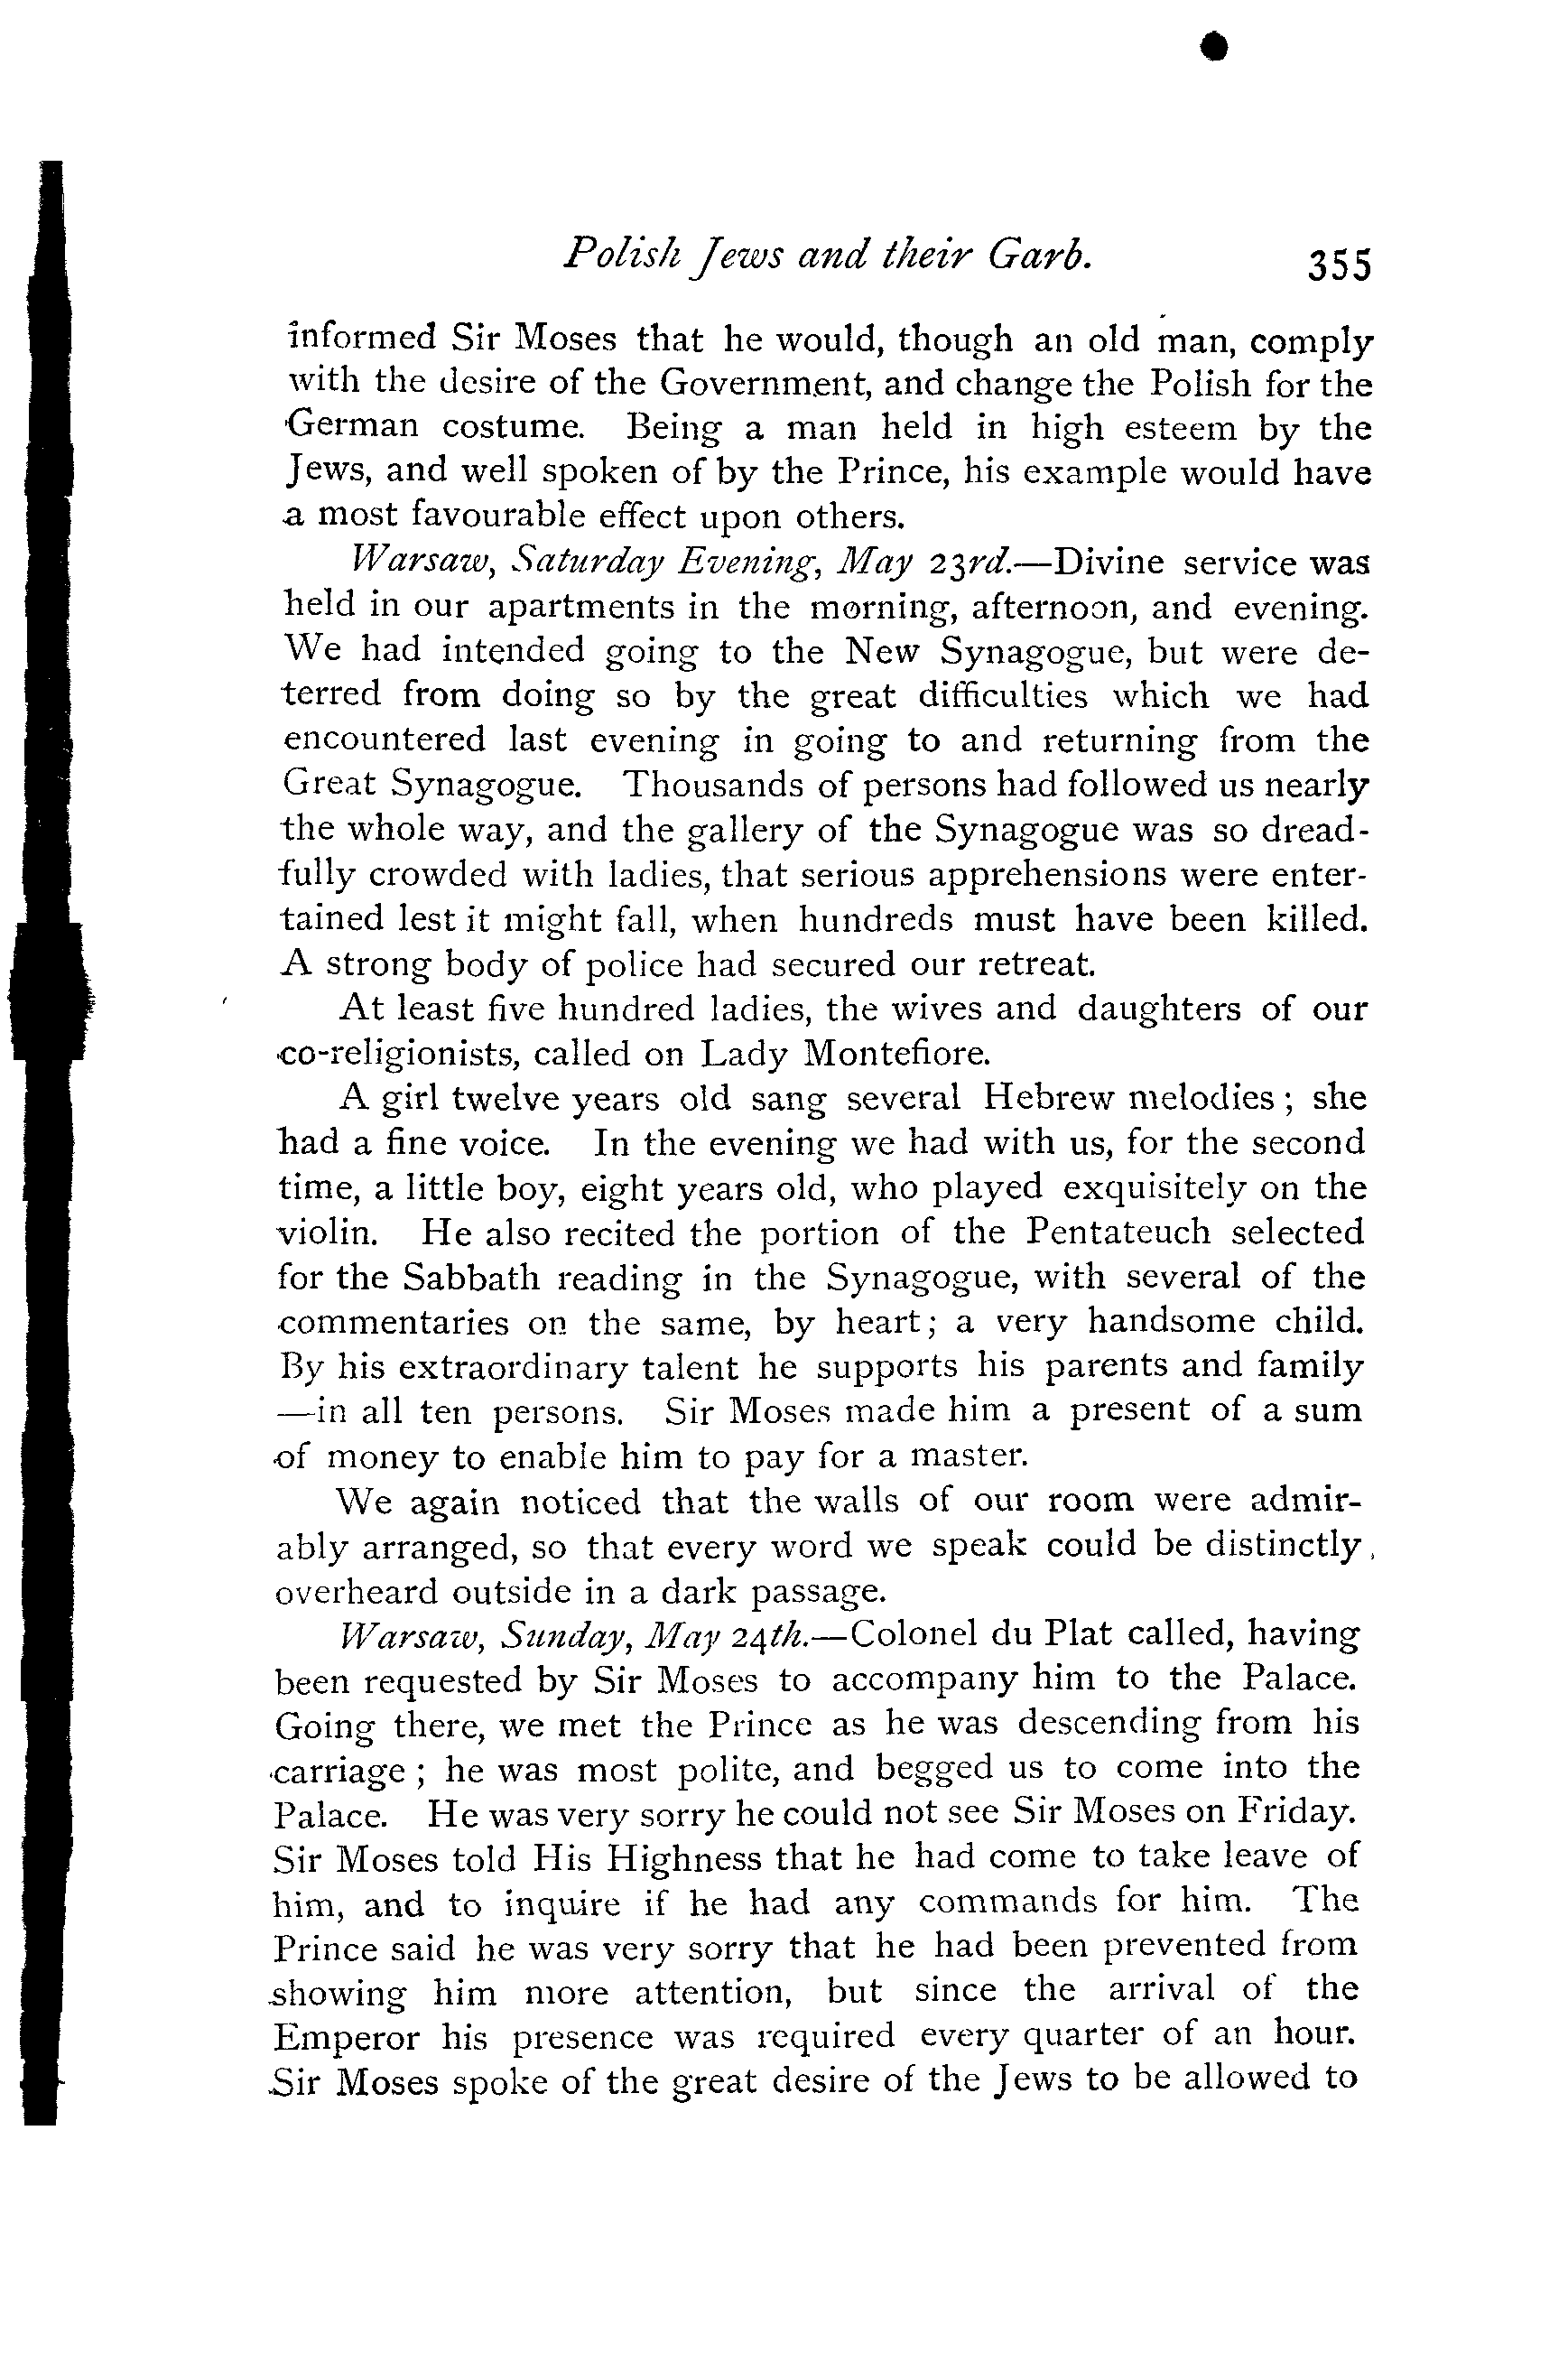 Polish Jews and their Garb. 355
informed Sir Moses that he would, though an old man, comply
with the desire of the Government, and change the Polish for the
German costume. Being a man held in high esteem by the
Jews, and well spoken of by the Prince, his example would have
a most favourable effect upon others.
Warsaw, Saturday Evening, May 23rd.—Divine service was
held in our apartments in the morning, afternoon, and evening.
We had intended going to the New Synagogue, but were de-
terred from doing so by the great difficulties which we had
encountered last evening in going to and returning from the
Great Synagogue. Thousands of persons had followed us nearly
the whole way, and the gallery of the Synagogue was so dread-
fully crowded with ladies, that serious apprehensions were enter-
tained lest it might fall, when hundreds must have been killed.
A strong body of police had secured our retreat.
At least five hundred ladies, the wives and daughters of our
co-religionists, called on Lady Montefiore.
A girl twelve years old sang several Hebrew melodies; she
had a fine voice. In the evening we had with us, for the second
time, a little boy, eight years old, who played exquisitely on the
violin. He also recited the portion of the Pentateuch selected
for the Sabbath reading in the Synagogue, with several of the
commentaries on the same, by heart; a very handsome child.
By his extraordinary talent he supports his parents and family
—in all ten persons. Sir Moses made him a present of a sum
of money to enable him to pay for a master.
We again noticed that the walls of our room were admir-
ably arranged, so that every word we speak could be distinctly
overheard outside in a dark passage.
Warsaw, Sunday, May 24th.—Colonel du Plat called, having
been requested by Sir Moses to accompany him to the Palace.
Going there, we met the Prince as he was descending from his
carriage; he was most polite, and begged us to come into the
Palace. He was very sorry he could not see Sir Moses on Friday.
Sir Moses told His Highness that he had come to take leave of
him, and to inquire if he had any commands for him. The
Prince said he was very sorry that he had been prevented from
showing him more attention, but since the arrival of the
Emperor his presence was required every quarter of an hour.
Sir Moses spoke of the great desire of the Jews to be allowed to